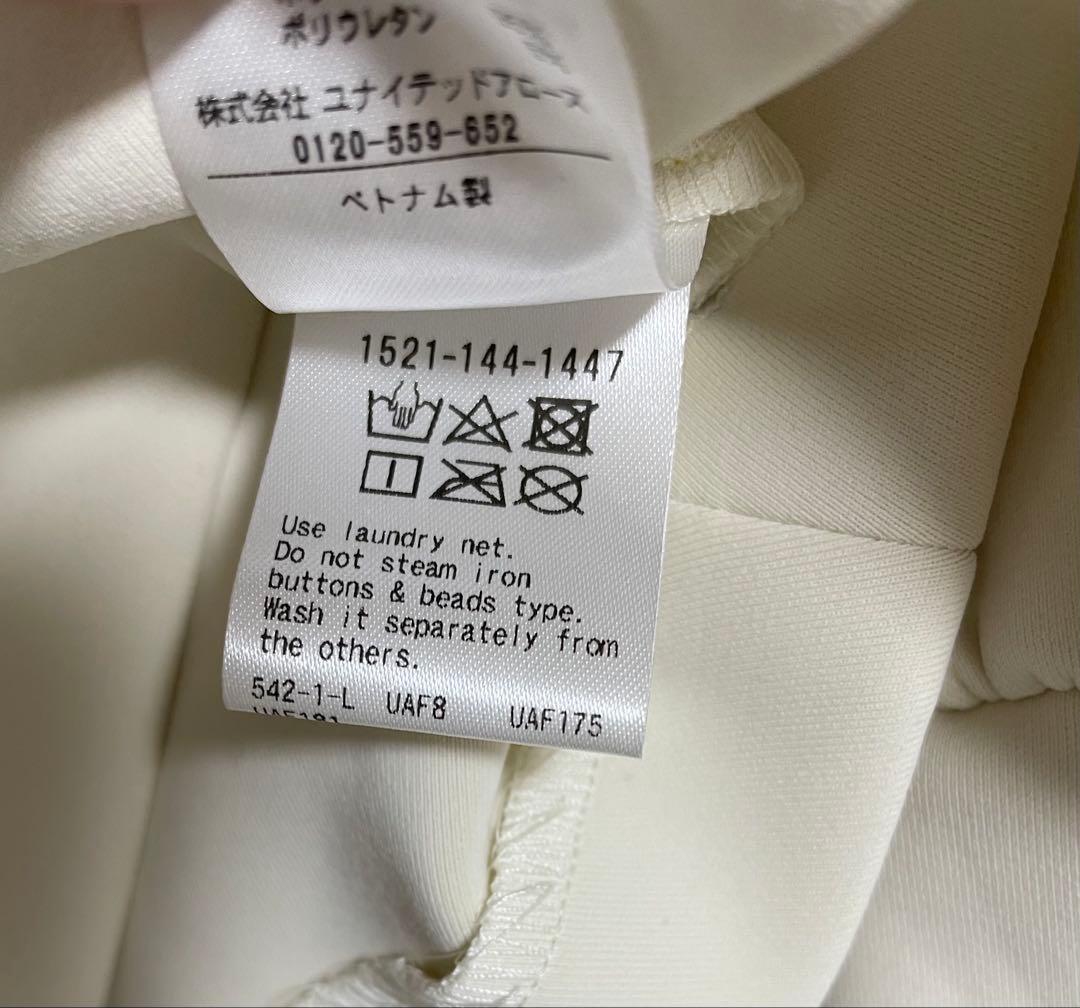 ポリウレタン
株式会社 ユナイテッドアローズ
0120-559-652
ベトナム製
1521-144-1447
Use laundry net.
Do not steam iron
buttons & beads type.
Wash it separately from
the others.
542-1-L UAF8 UAF175